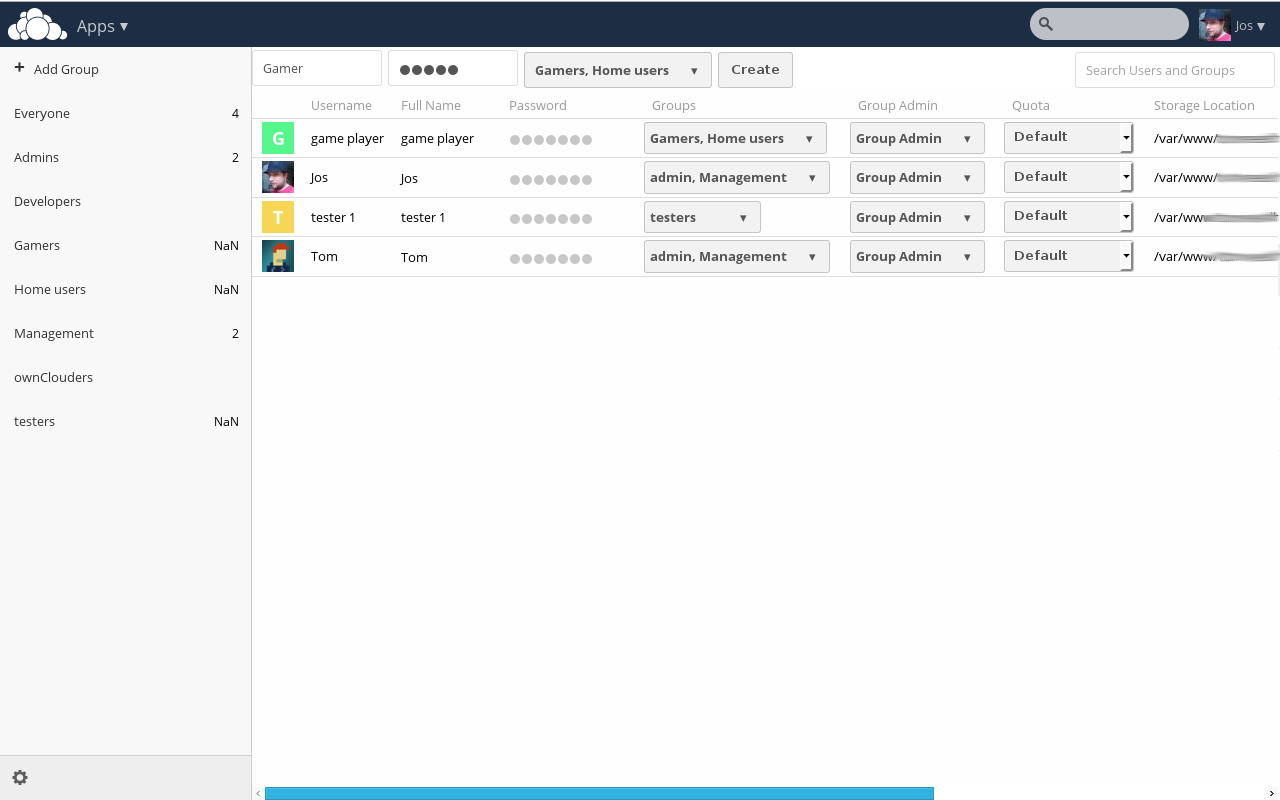 Apps ▼ Jos ▼
+ Add Group
Everyone 4
Admins 2
Developers
Gamers NaN
Home users NaN
Management 2
ownClouders
testers NaN
Gamer ●●●●● Gamers, Home users ▼ Create Search Users and Groups
Username Full Name Password Groups Group Admin Quota Storage Location
G game player game player ●●●●●●● Gamers, Home users ▼ Group Admin ▼ Default /var/www/
Jos Jos ●●●●●●● admin, Management ▼ Group Admin ▼ Default /var/www/
T tester 1 tester 1 ●●●●●●● testers ▼ Group Admin ▼ Default /var/www
Tom Tom ●●●●●●● admin, Management ▼ Group Admin ▼ Default /var/www/